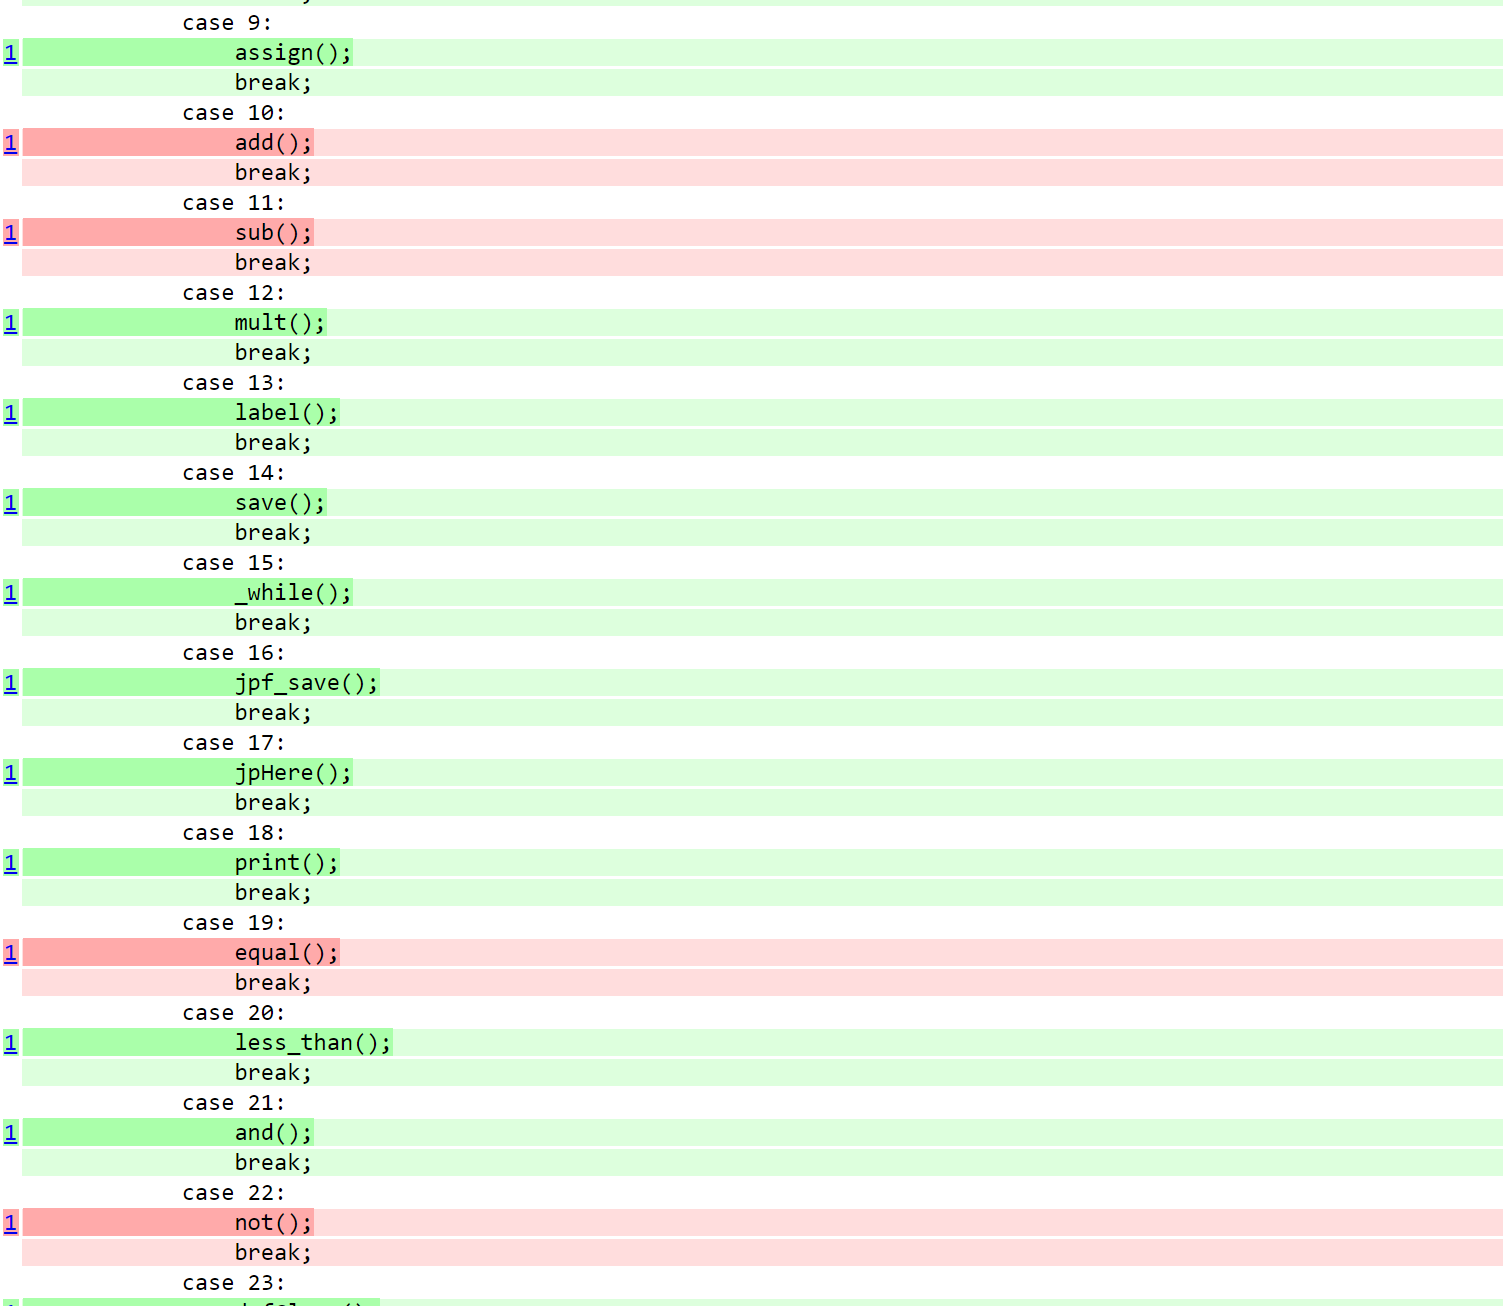 case 9:
1 assign();
break;
case 10:
1 add();
break;
case 11:
1 sub();
break;
case 12:
1 mult();
break;
case 13:
1 label();
break;
case 14:
1 save();
break;
case 15:
1 _while();
break;
case 16:
1 jpf_save();
break;
case 17:
1 jpHere();
break;
case 18:
1 print();
break;
case 19:
1 equal();
break;
case 20:
1 less_than();
break;
case 21:
1 and();
break;
case 22:
1 not();
break;
case 23: